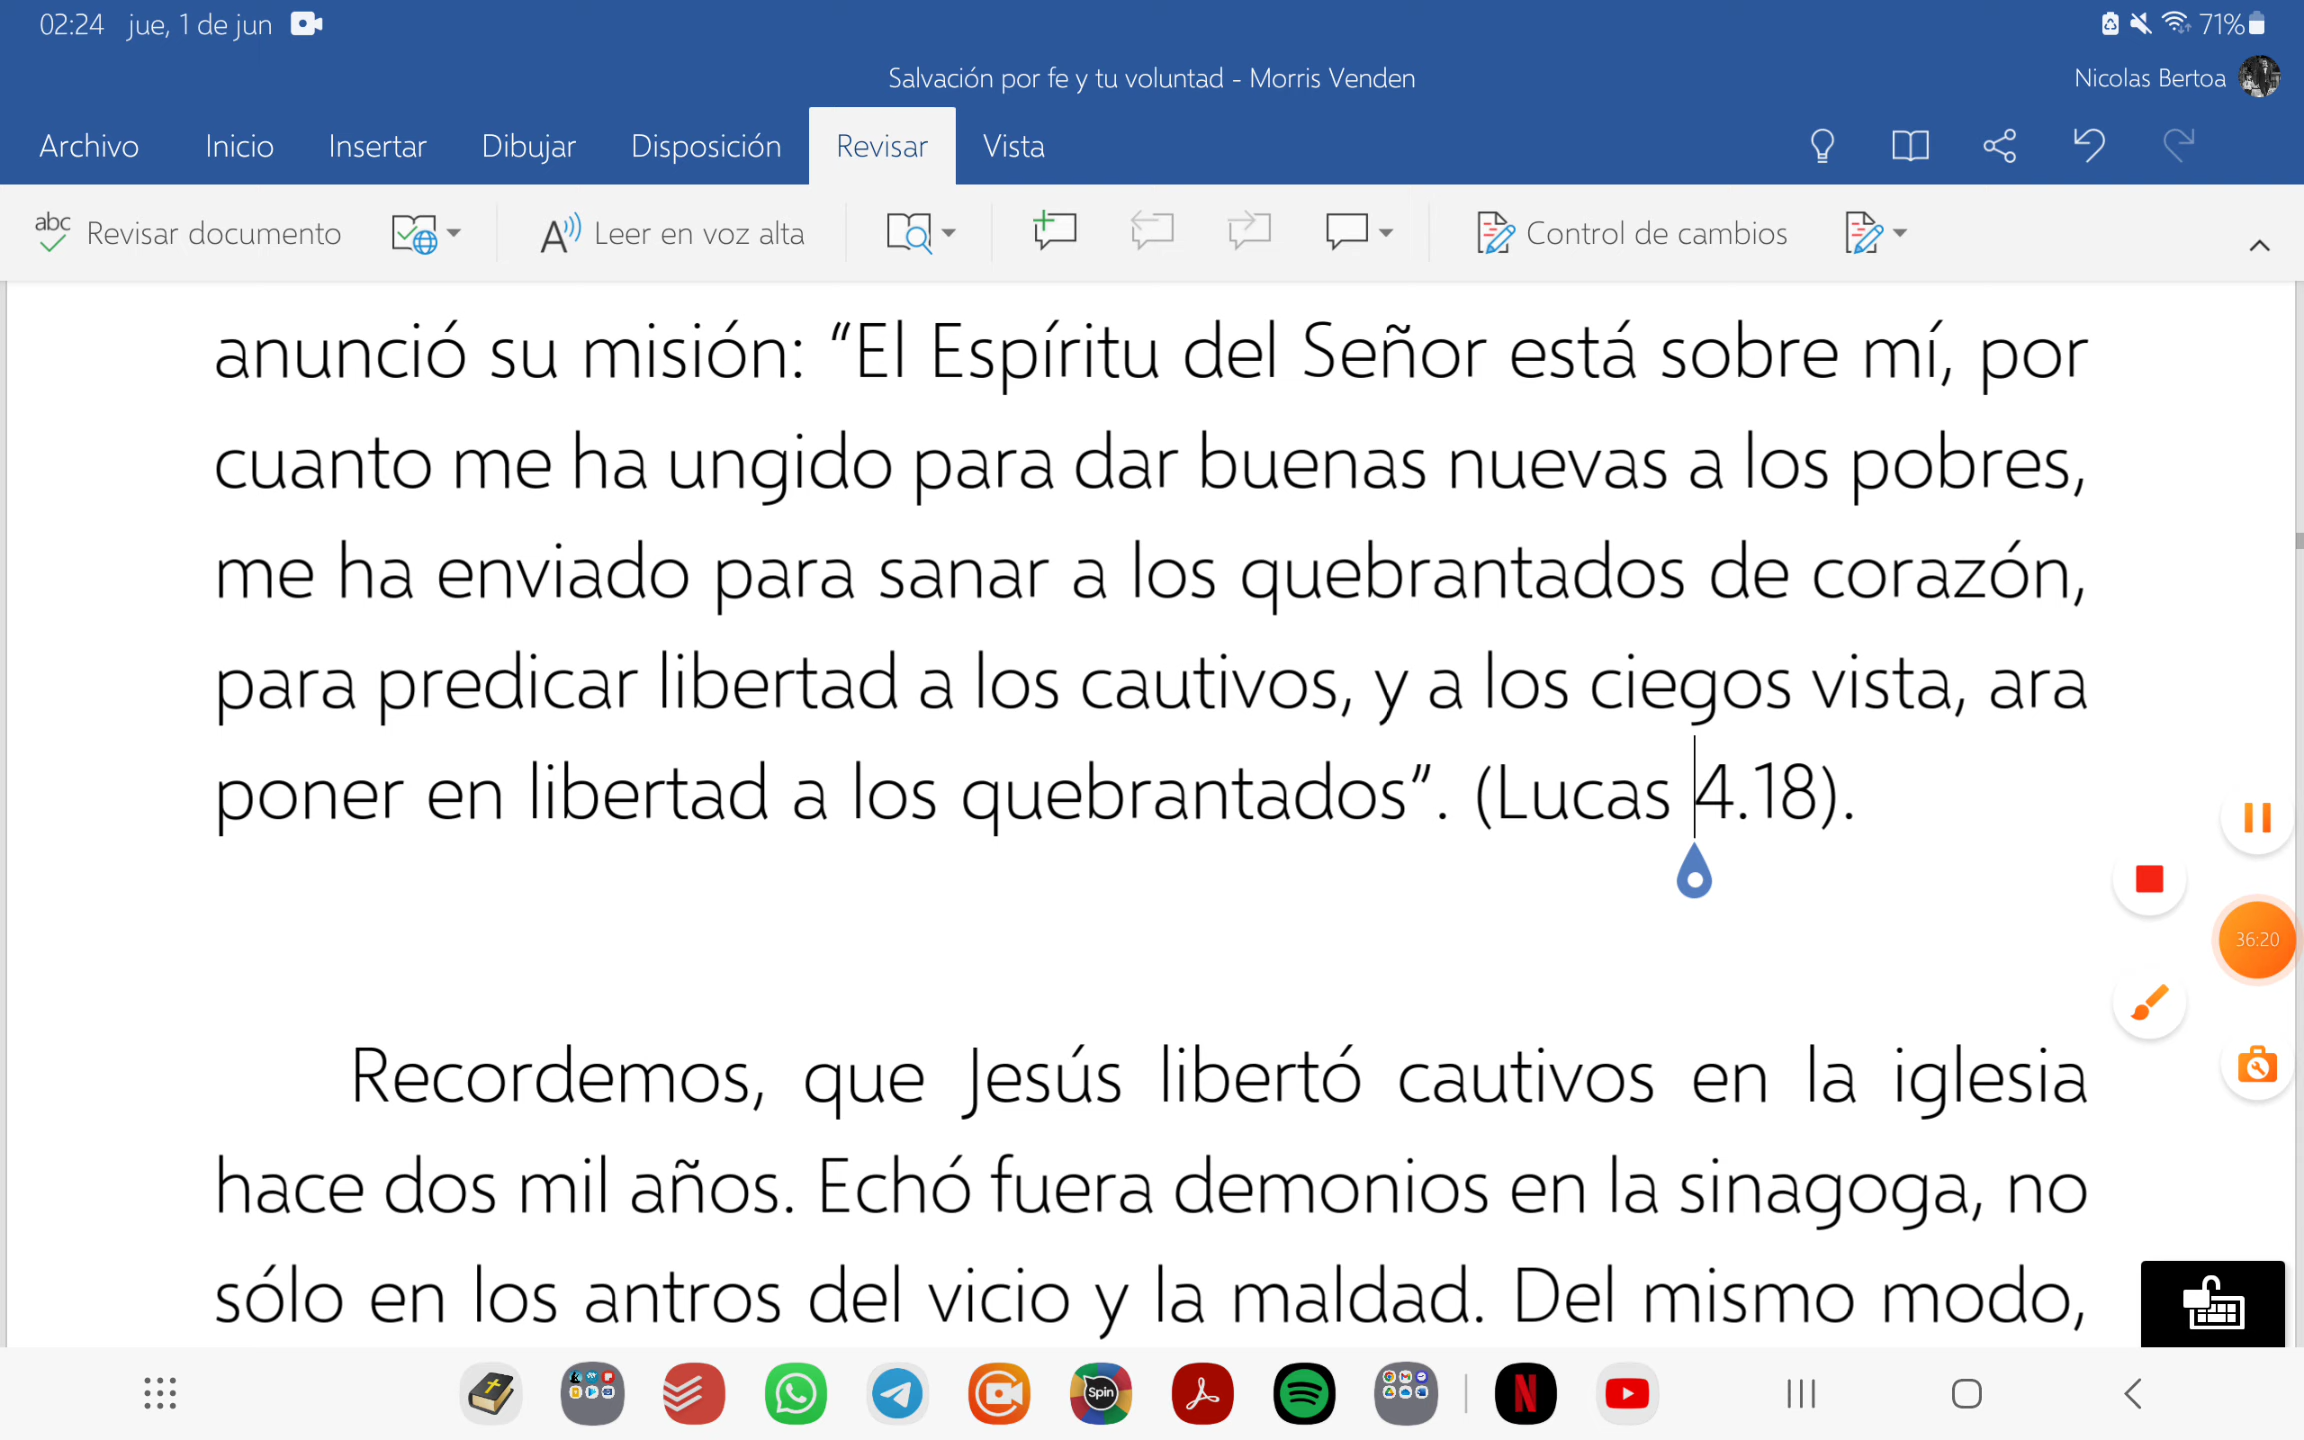 02:24 jue, 1 de jun 71%
Salvación por fe y tu voluntad - Morris Venden
Nicolas Bertoa
Archivo Inicio Insertar Dibujar Disposición Revisar Vista
abc Revisar documento A Leer en voz alta Control de cambios
anunció su misión: “El Espíritu del Señor está sobre mí, por
cuanto me ha ungido para dar buenas nuevas a los pobres,
me ha enviado para sanar a los quebrantados de corazón,
para predicar libertad a los cautivos, y a los ciegos vista, ara
poner en libertad a los quebrantados”. (Lucas 4.18).
36:20
Recordemos, que Jesús libertó cautivos en la iglesia
hace dos mil años. Echó fuera demonios en la sinagoga, no
sólo en los antros del vicio y la maldad. Del mismo modo,
Spin
N